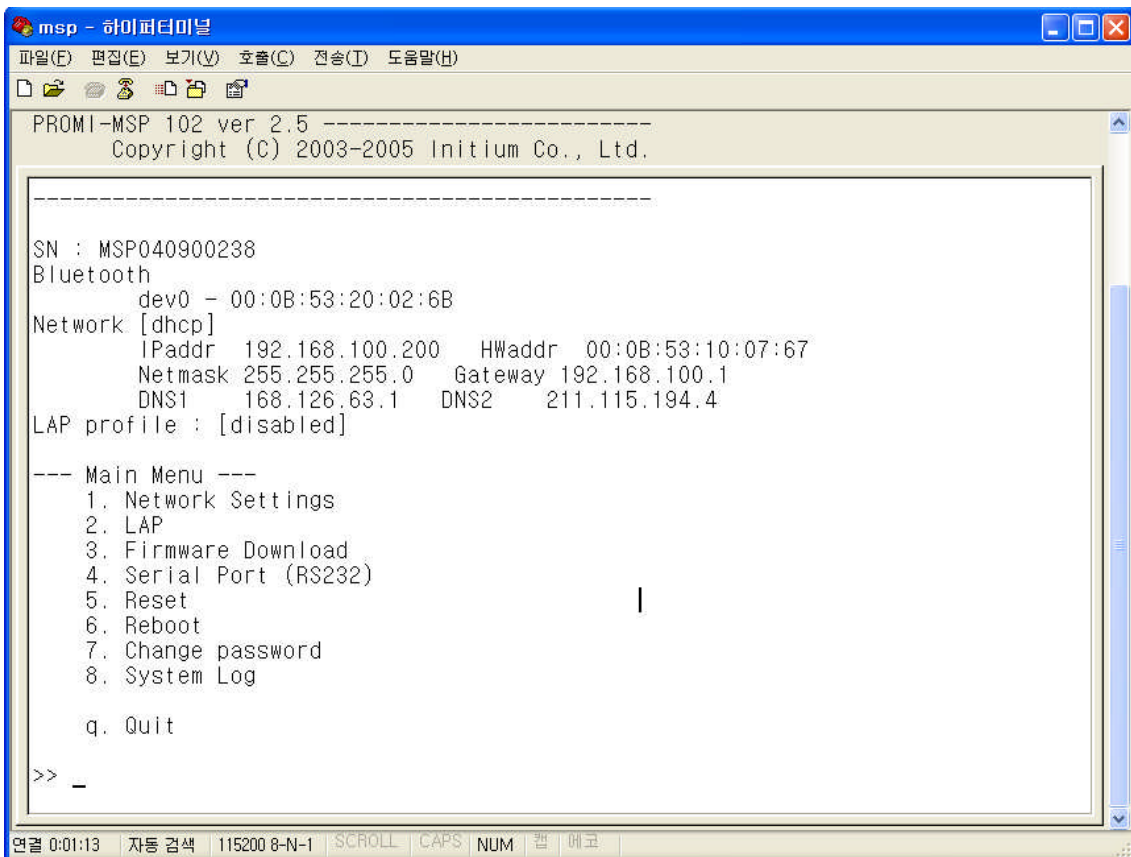 msp - 하이퍼터미널
파일(F) 편집(E) 보기(V) 호출(C) 전송(T) 도움말(H)
PROMI-MSP 102 ver 2.5 -------------------------
Copyright (C) 2003-2005 Initium Co., Ltd.
-----------------------------------------------
SN : MSP040900238
Bluetooth
dev0 - 00:0B:53:20:02:6B
Network [dhcp]
IPaddr 192.168.100.200 HWaddr 00:0B:53:10:07:67
Netmask 255.255.255.0 Gateway 192.168.100.1
DNS1 168.126.63.1 DNS2 211.115.194.4
LAP profile : [disabled]
--- Main Menu ---
1. Network Settings
2. LAP
3. Firmware Download
4. Serial Port (RS232)
5. Reset
6. Reboot
7. Change password
8. System Log
q. Quit
>> _
연결 0:01:13 자동 검색 115200 8-N-1 SCROLL CAPS NUM 캡 에코